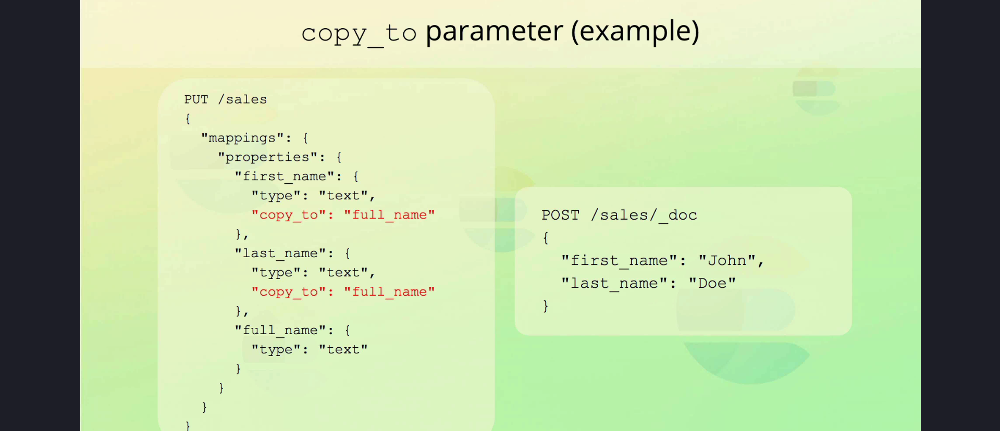 copy_to parameter (example)
PUT /sales
{
  "mappings": {
    "properties": {
      "first_name": {
        "type": "text",
        "copy_to": "full_name"
      },
      "last_name": {
        "type": "text",
        "copy_to": "full_name"
      },
      "full_name": {
        "type": "text"
      }
    }
  }
}
POST /sales/_doc
{
  "first_name": "John",
  "last_name": "Doe"
}